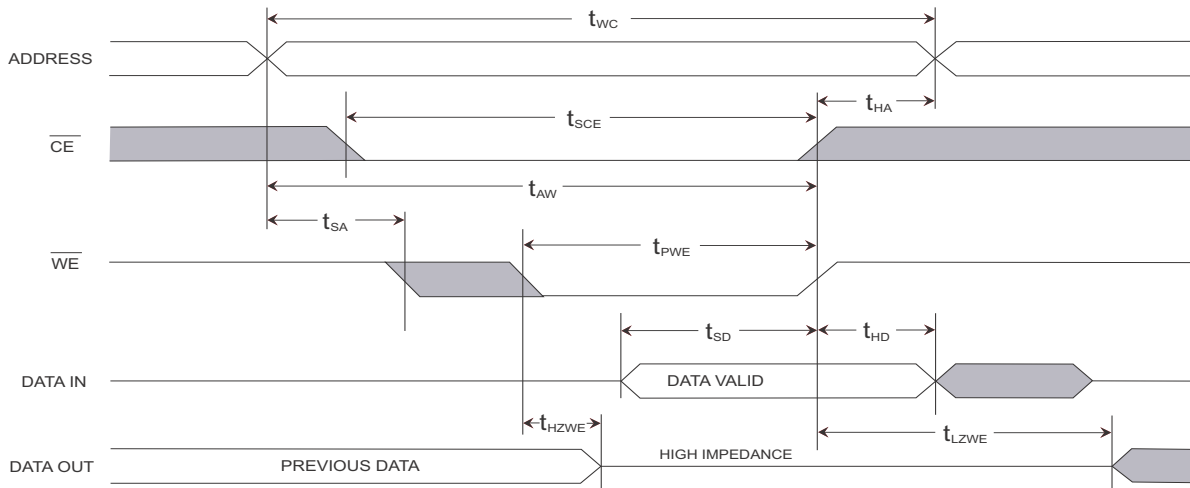 tWC
ADDRESS
tHA
tSCE
CE
tAW
tSA
tPWE
WE
tSD
tHD
DATA IN
DATA VALID
tHZWE
tLZWE
DATA OUT
PREVIOUS DATA
HIGH IMPEDANCE